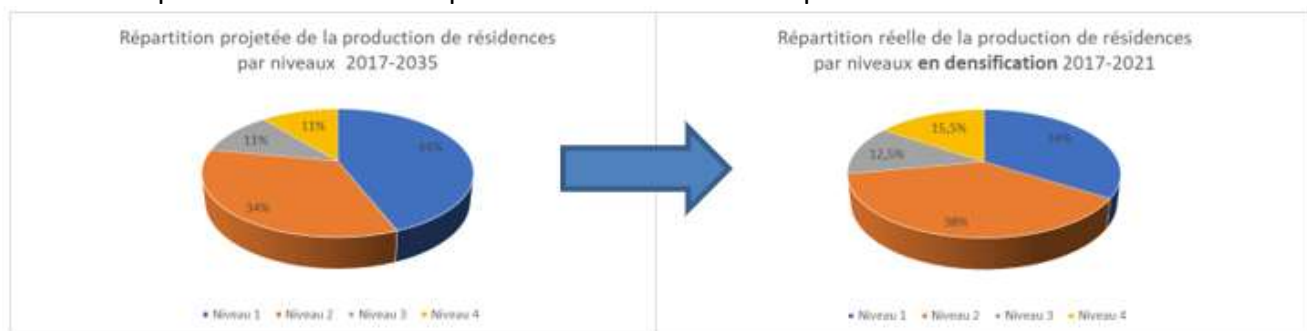 Répartition projetée de la production de résidences
par niveaux 2017-2035
11%
11%
44%
34%
Niveau 1 Niveau 2 Niveau 3 Niveau 4
Répartition réelle de la production de résidences
par niveaux en densification 2017-2021
15,5%
12,5%
34%
38%
Niveau 1 Niveau 2 Niveau 3 Niveau 4